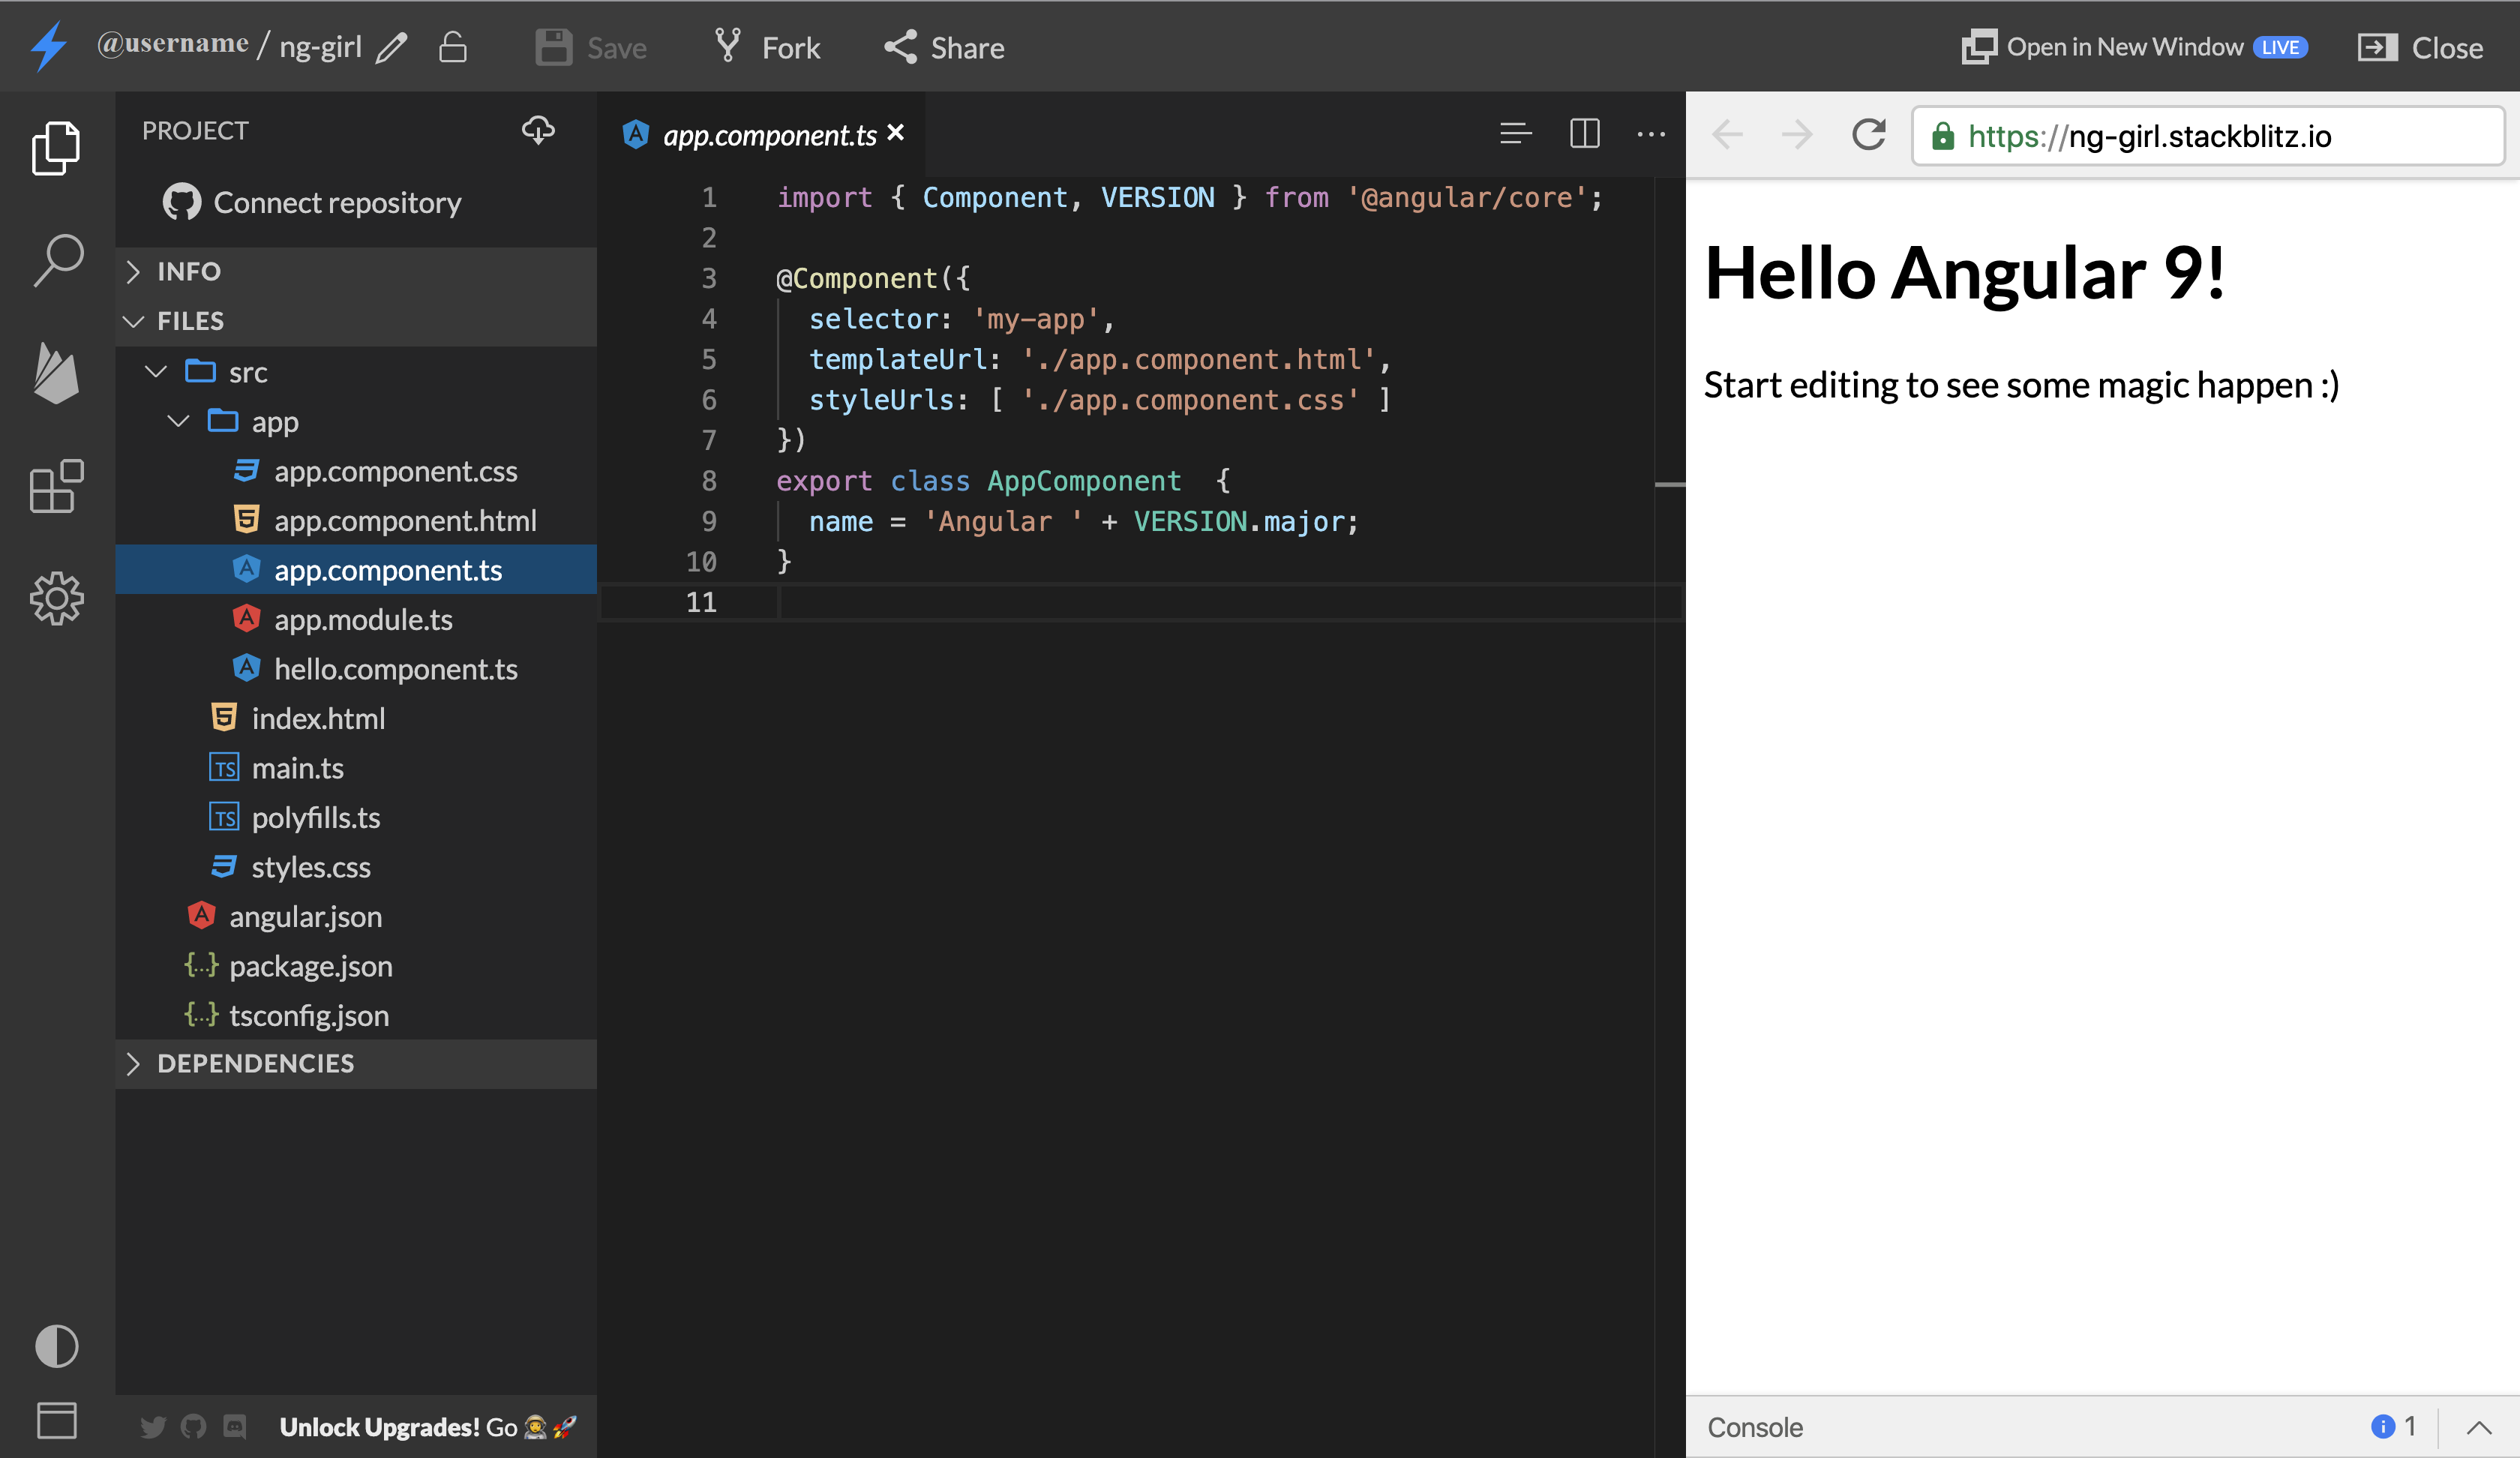 @username / ng-girl
Save
Fork
Share
Open in New Window LIVE
Close
PROJECT
Connect repository
INFO
FILES
src
app
app.component.css
app.component.html
app.component.ts
app.module.ts
hello.component.ts
index.html
TS main.ts
TS polyfills.ts
styles.css
angular.json
{...} package.json
{...} tsconfig.json
DEPENDENCIES
Unlock Upgrades! Go 👩‍🚀🚀
app.component.ts
1 import { Component, VERSION } from '@angular/core';
2
3 @Component({
4   selector: 'my-app',
5   templateUrl: './app.component.html',
6   styleUrls: [ './app.component.css' ]
7 })
8 export class AppComponent  {
9   name = 'Angular ' + VERSION.major;
10 }
11
https://ng-girl.stackblitz.io
Hello Angular 9!
Start editing to see some magic happen :)
Console
1